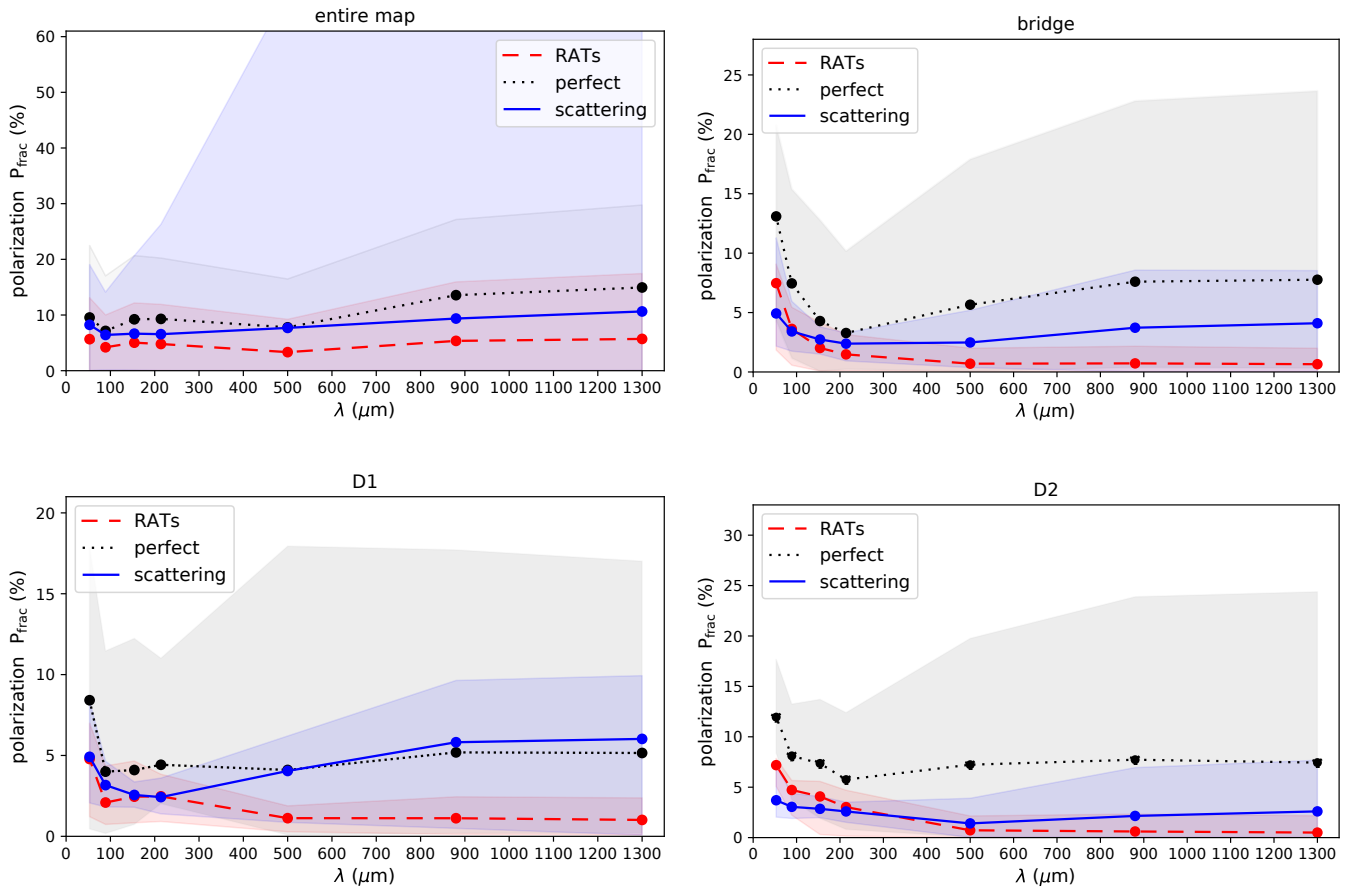 entire map
polarization P_frac (%)
60
50
40
30
20
10
0
RATs
perfect
scattering
0 100 200 300 400 500 600 700 800 900 1000 1100 1200 1300
λ (μm)
bridge
polarization P_frac (%)
25
20
15
10
5
0
RATs
perfect
scattering
0 100 200 300 400 500 600 700 800 900 1000 1100 1200 1300
λ (μm)
D1
polarization P_frac (%)
20
15
10
5
0
RATs
perfect
scattering
0 100 200 300 400 500 600 700 800 900 1000 1100 1200 1300
λ (μm)
D2
polarization P_frac (%)
30
25
20
15
10
5
0
RATs
perfect
scattering
0 100 200 300 400 500 600 700 800 900 1000 1100 1200 1300
λ (μm)